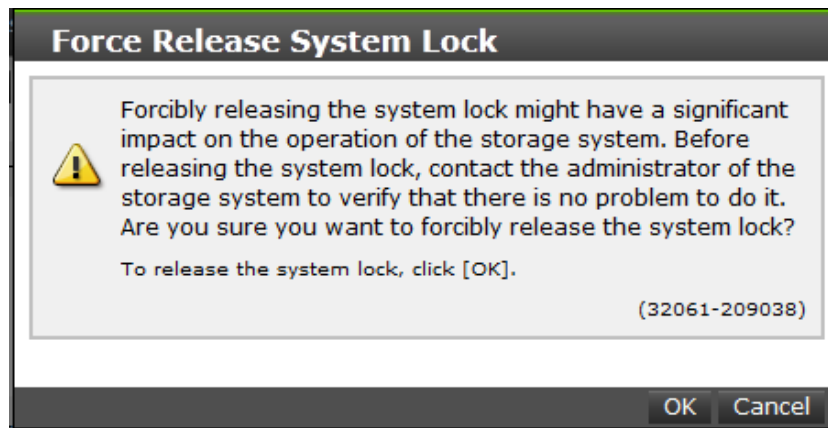 Force Release System Lock
Forcibly releasing the system lock might have a significant
impact on the operation of the storage system. Before
releasing the system lock, contact the administrator of the
storage system to verify that there is no problem to do it.
Are you sure you want to forcibly release the system lock?
To release the system lock, click [OK].
(32061-209038)
OK Cancel